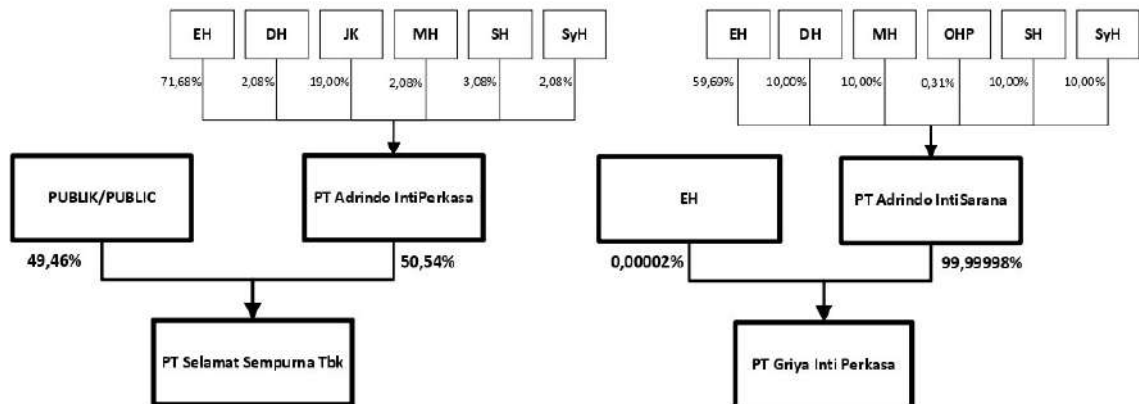 EH DH JK MH SH SyH
71,68% 2,08% 19,00% 2,08% 3,08% 2,08%
PUBLIK/PUBLIC
PT Adrindo IntiPerkasa
49,46% 50,54%
PT Selamat Sempurna Tbk
EH DH MH OHP SH SyH
59,69% 10,00% 10,00% 0,31% 10,00% 10,00%
EH
PT Adrindo IntiSarana
0,00002% 99,99998%
PT Griya Inti Perkasa